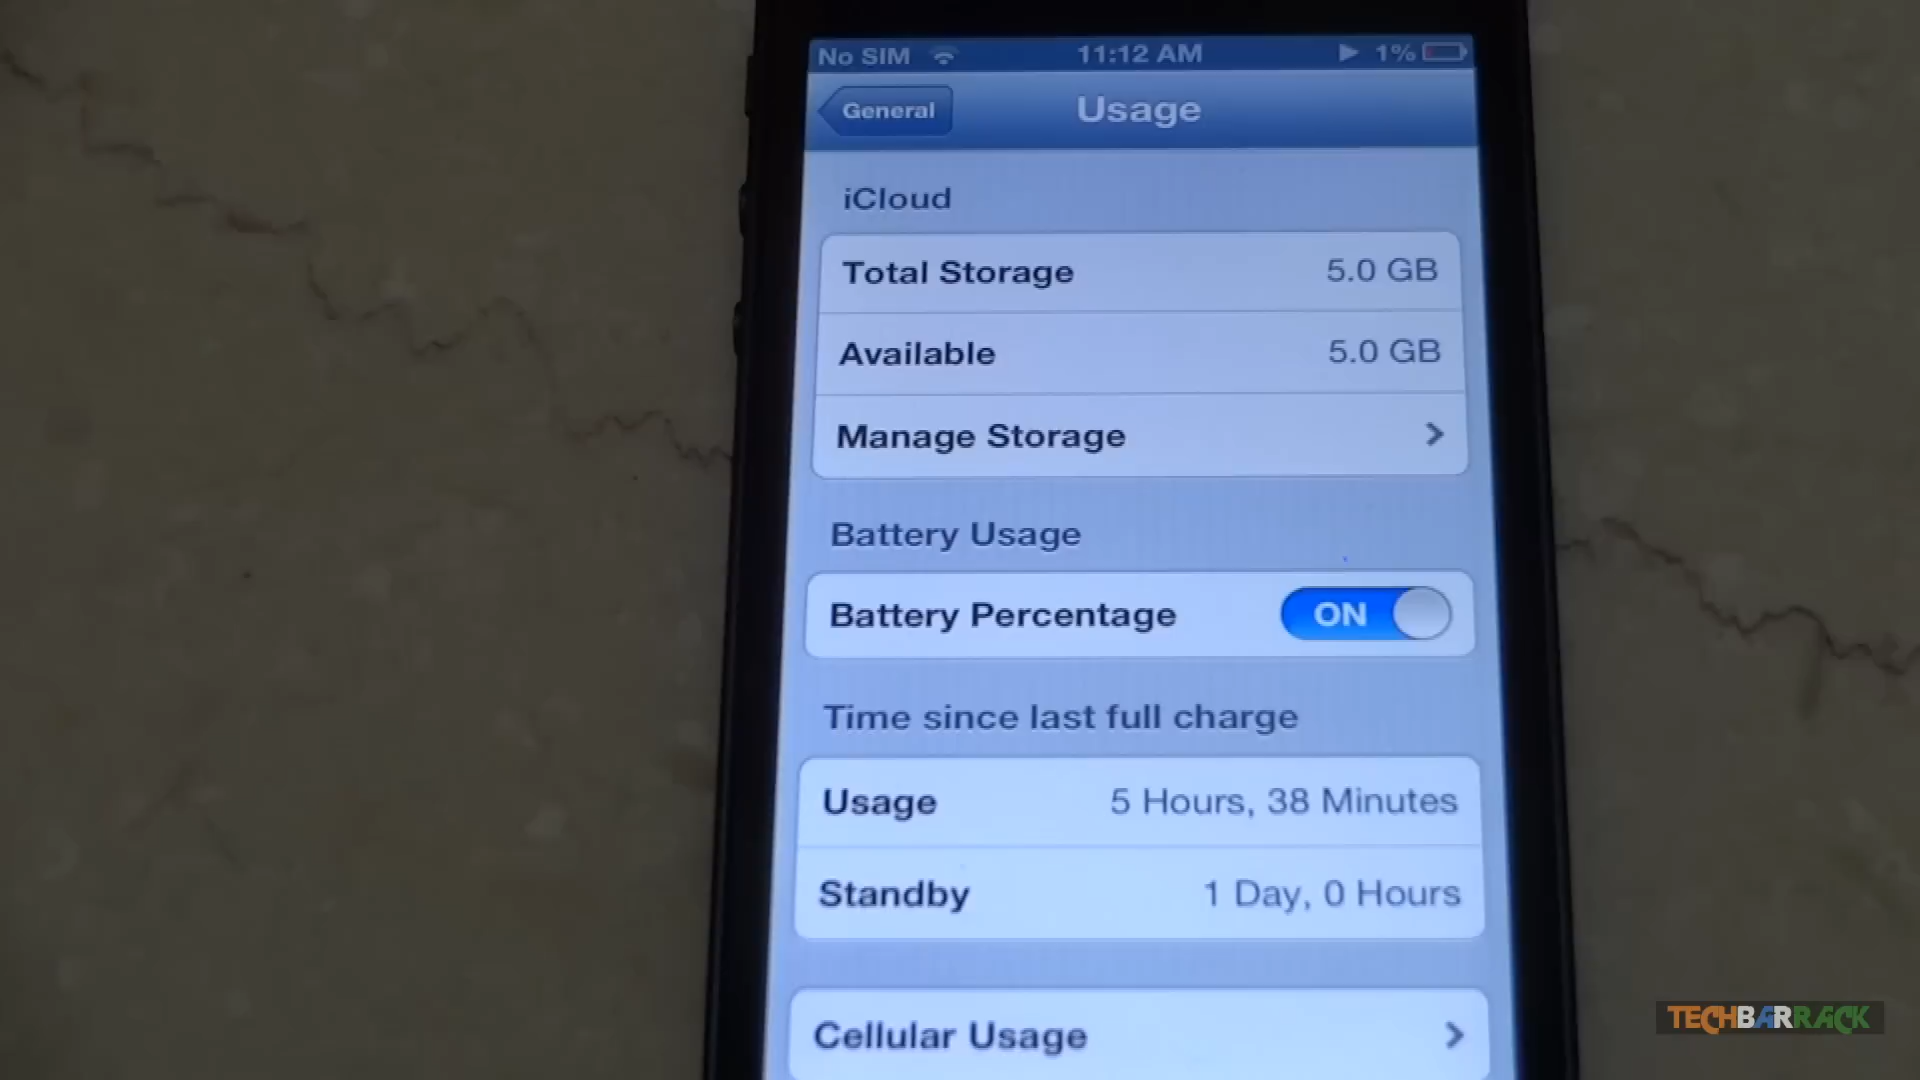 No SIM 11:12 AM 1%
General Usage
iCloud
Total Storage 5.0 GB
Available 5.0 GB
Manage Storage
Battery Usage
Battery Percentage ON
Time since last full charge
Usage 5 Hours, 38 Minutes
Standby 1 Day, 0 Hours
Cellular Usage
TECHBARRACK